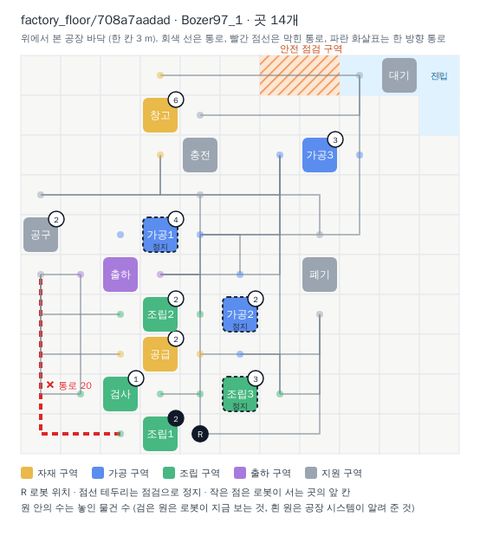 factory_floor/708a7aadad · Bozer97_1 · 곳 14개
위에서 본 공장 바닥 (한 칸 3 m). 회색 선은 통로, 빨간 점선은 막힌 통로, 파란 화살표는 한 방향 통로
안전 점검 구역
대기
진입
6
창고
3
충전
가공3
2
4
공구
가공1
정지
출하
폐기
2
2
조립2
가공2
정지
2
공급
1
3
✕ 통로 20
검사
조립3
정지
2
조립1
R
자재 구역
가공 구역
조립 구역
출하 구역
지원 구역
R 로봇 위치 · 점선 테두리는 점검으로 정지 · 작은 점은 로봇이 서는 곳의 앞 칸
원 안의 수는 놓인 물건 수 (검은 원은 로봇이 지금 보는 것, 흰 원은 공장 시스템이 알려 준 것)